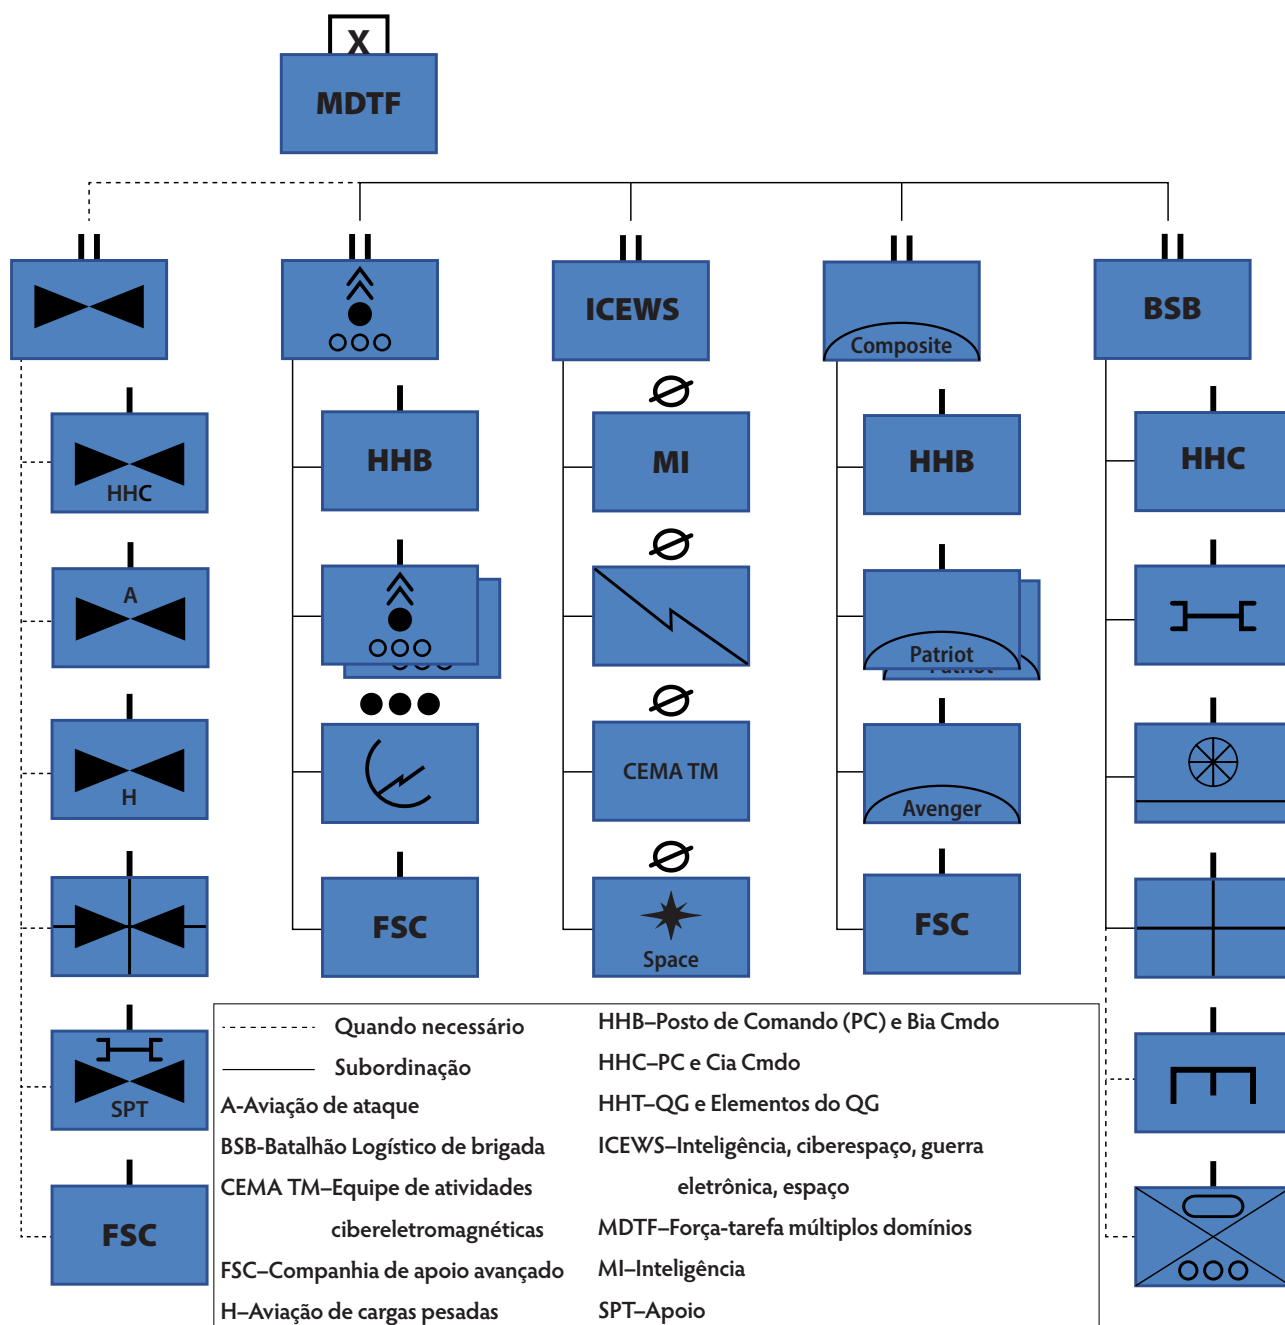 X
MDTF
ICEWS
Composite
BSB
HHC
HHB
MI
HHB
HHC
A
Patriot
Patriot
H
CEMA TM
Avenger
FSC
Space
FSC
SPT
FSC
Quando necessário
Subordinação
A-Aviação de ataque
BSB-Batalhão Logístico de brigada
CEMA TM–Equipe de atividades
cibereletromagnéticas
FSC–Companhia de apoio avançado
H–Aviação de cargas pesadas
HHB–Posto de Comando (PC) e Bia Cmdo
HHC–PC e Cia Cmdo
HHT–QG e Elementos do QG
ICEWS–Inteligência, ciberespaço, guerra
eletrônica, espaço
MDTF–Força-tarefa múltiplos domínios
MI–Inteligência
SPT–Apoio